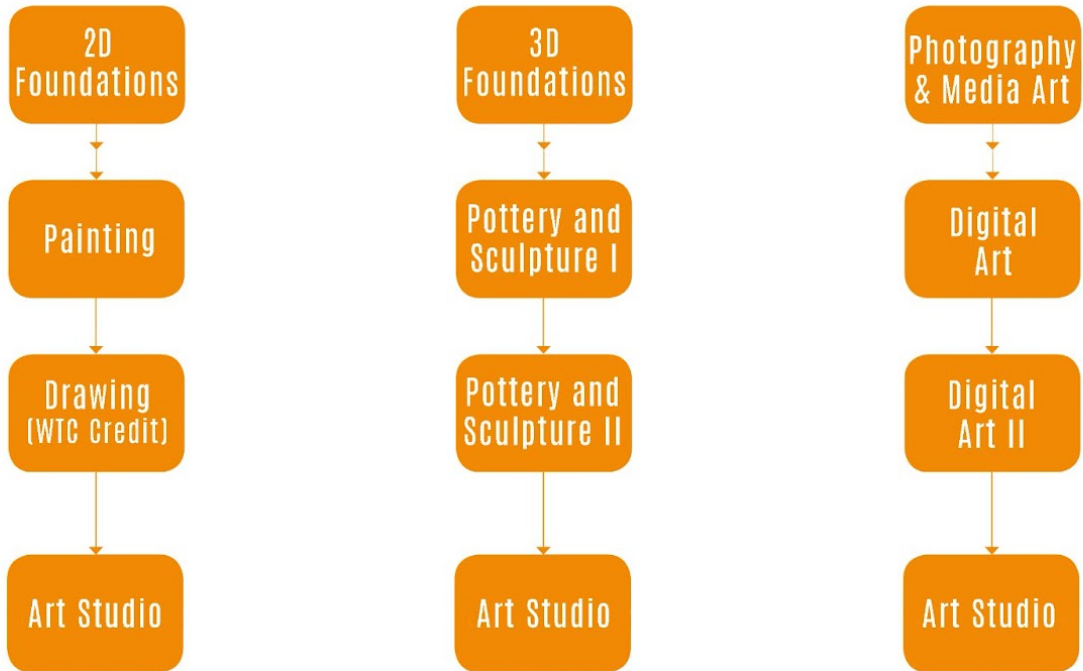 2D
Foundations
3D
Foundations
Photography
& Media Art
Painting
Pottery and
Sculpture I
Digital
Art
Drawing
(WTC Credit)
Pottery and
Sculpture II
Digital
Art II
Art Studio
Art Studio
Art Studio